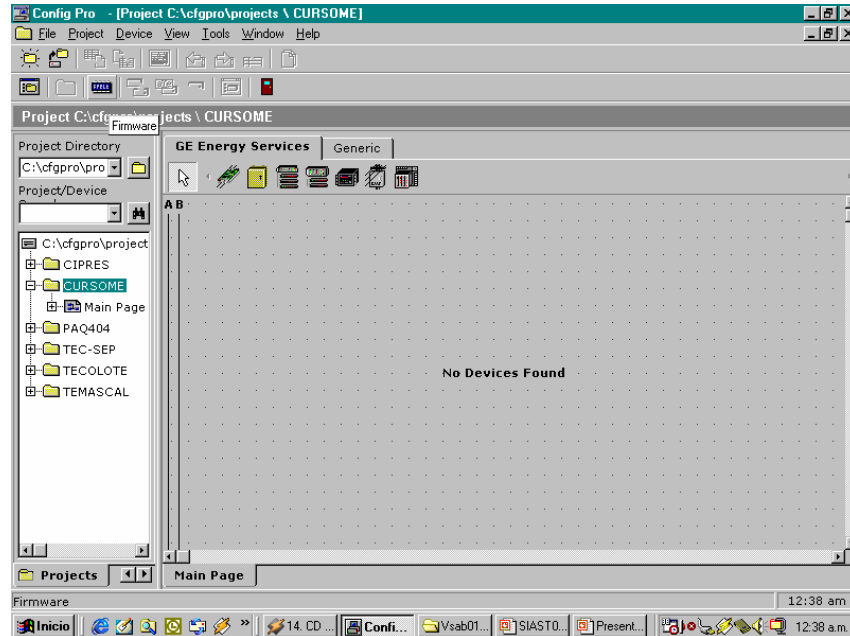 Config Pro - [Project C:\cfgpro\projects \ CURSOME]
File Project Device View Tools Window Help
Project C:\cfgpro\projects \ CURSOME
Firmware
Project Directory
C:\cfgpro\pro
Project/Device
GE Energy Services Generic
A B
C:\cfgpro\project
CIPRES
CURSOME
Main Page
PAQ404
TEC-SEP
TECOLOTE
TEMASCAL
No Devices Found
Projects
Main Page
Firmware 12:38 am
Inicio » 14. CD ... Confi... Vsab01... SIAST0... Present... 12:38 a.m.